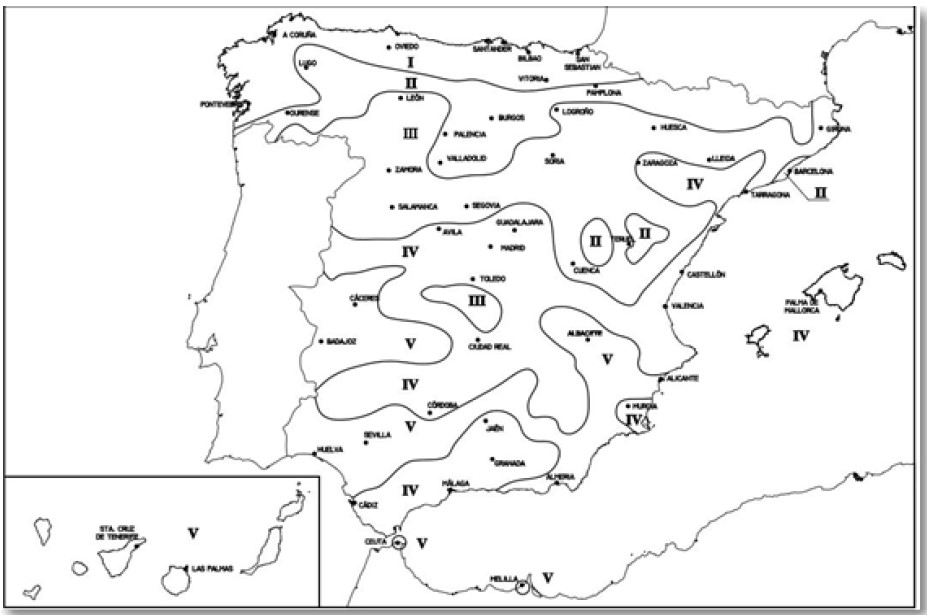 A CORUÑA
OVIEDO
SANTANDER
BILBAO
SAN
SEBASTIAN
LUGO
I
VITORIA
II
PAMPLONA
LEÓN
PONTEVEDRA
OURENSE
BURGOS
LOGROÑO
III
PALENCIA
HUESCA
GIRONA
VALLADOLID
SORIA
ZARAGOZA
LLEIDA
ZAMORA
BARCELONA
IV
TARRAGONA
II
SALAMANCA
SEGOVIA
GUADALAJARA
AVILA
II
TERUEL
II
IV
MADRID
CUENCA
CASTELLÓN
TOLEDO
CÁCERES
III
VALENCIA
PALMA DE
MALLORCA
ALBACETE
IV
BADAJOZ
V
CIUDAD REAL
V
IV
ALICANTE
CÓRDOBA
MURCIA
V
IV
JAÉN
SEVILLA
HUELVA
GRANADA
ALMERIA
MÁLAGA
IV
CÁDIZ
STA. CRUZ
DE TENERIFE
V
CEUTA
V
LAS PALMAS
MELILLA
V